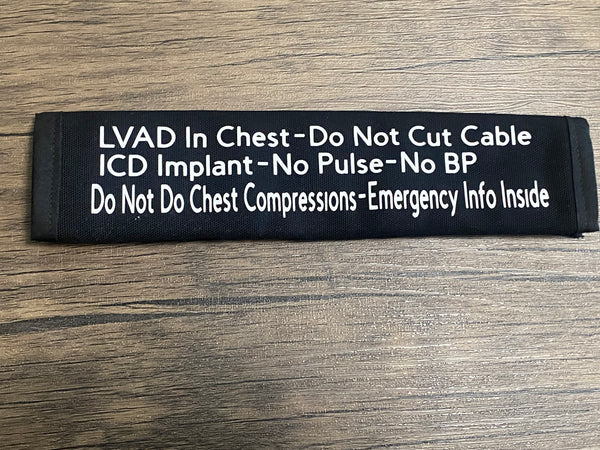 LVAD In Chest-Do Not Cut Cable
ICD Implant-No Pulse-No BP
Do Not Do Chest Compressions-Emergency Info Inside